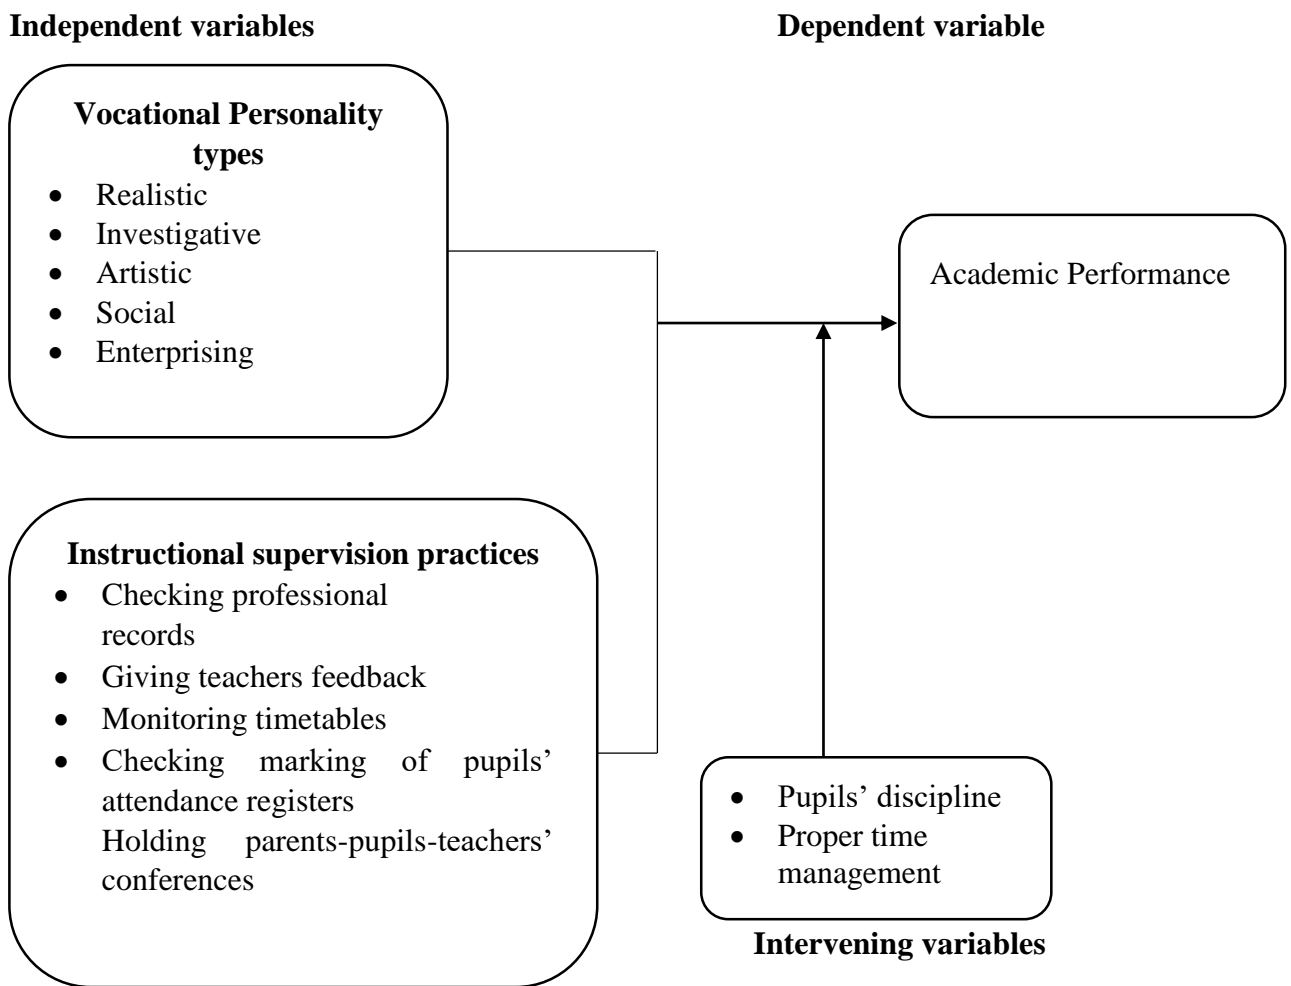 Independent variables
Dependent variable
Vocational Personality
types
• Realistic
• Investigative
• Artistic
• Social
• Enterprising
Academic Performance
Instructional supervision practices
• Checking professional
records
• Giving teachers feedback
• Monitoring timetables
• Checking marking of pupils’
attendance registers
Holding parents-pupils-teachers’
conferences
• Pupils’ discipline
• Proper time
management
Intervening variables